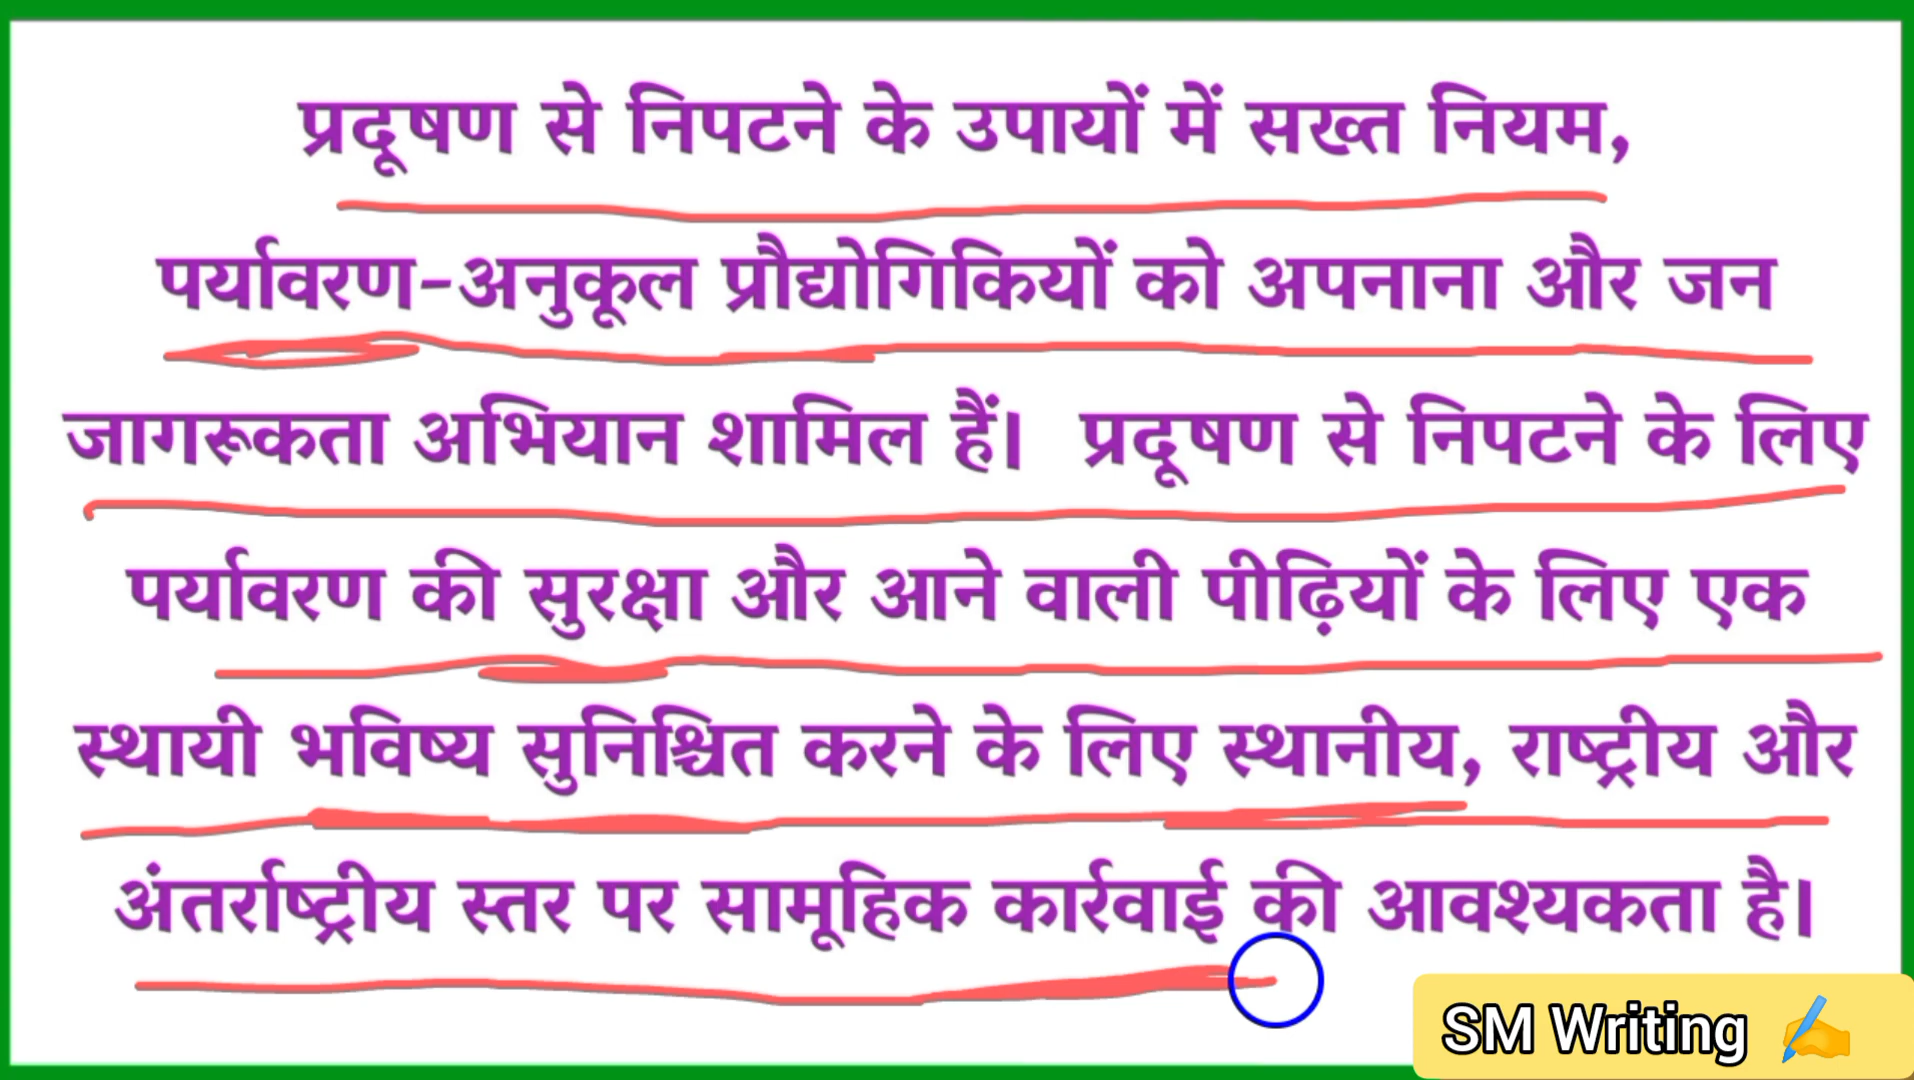 प्रदूषण से निपटने के उपायों में सख्त नियम,
पर्यावरण-अनुकूल प्रौद्योगिकियों को अपनाना और जन
जागरूकता अभियान शामिल हैं। प्रदूषण से निपटने के लिए
पर्यावरण की सुरक्षा और आने वाली पीढ़ियों के लिए एक
स्थायी भविष्य सुनिश्चित करने के लिए स्थानीय, राष्ट्रीय और
अंतर्राष्ट्रीय स्तर पर सामूहिक कार्रवाई की आवश्यकता है।
SM Writing ✍️